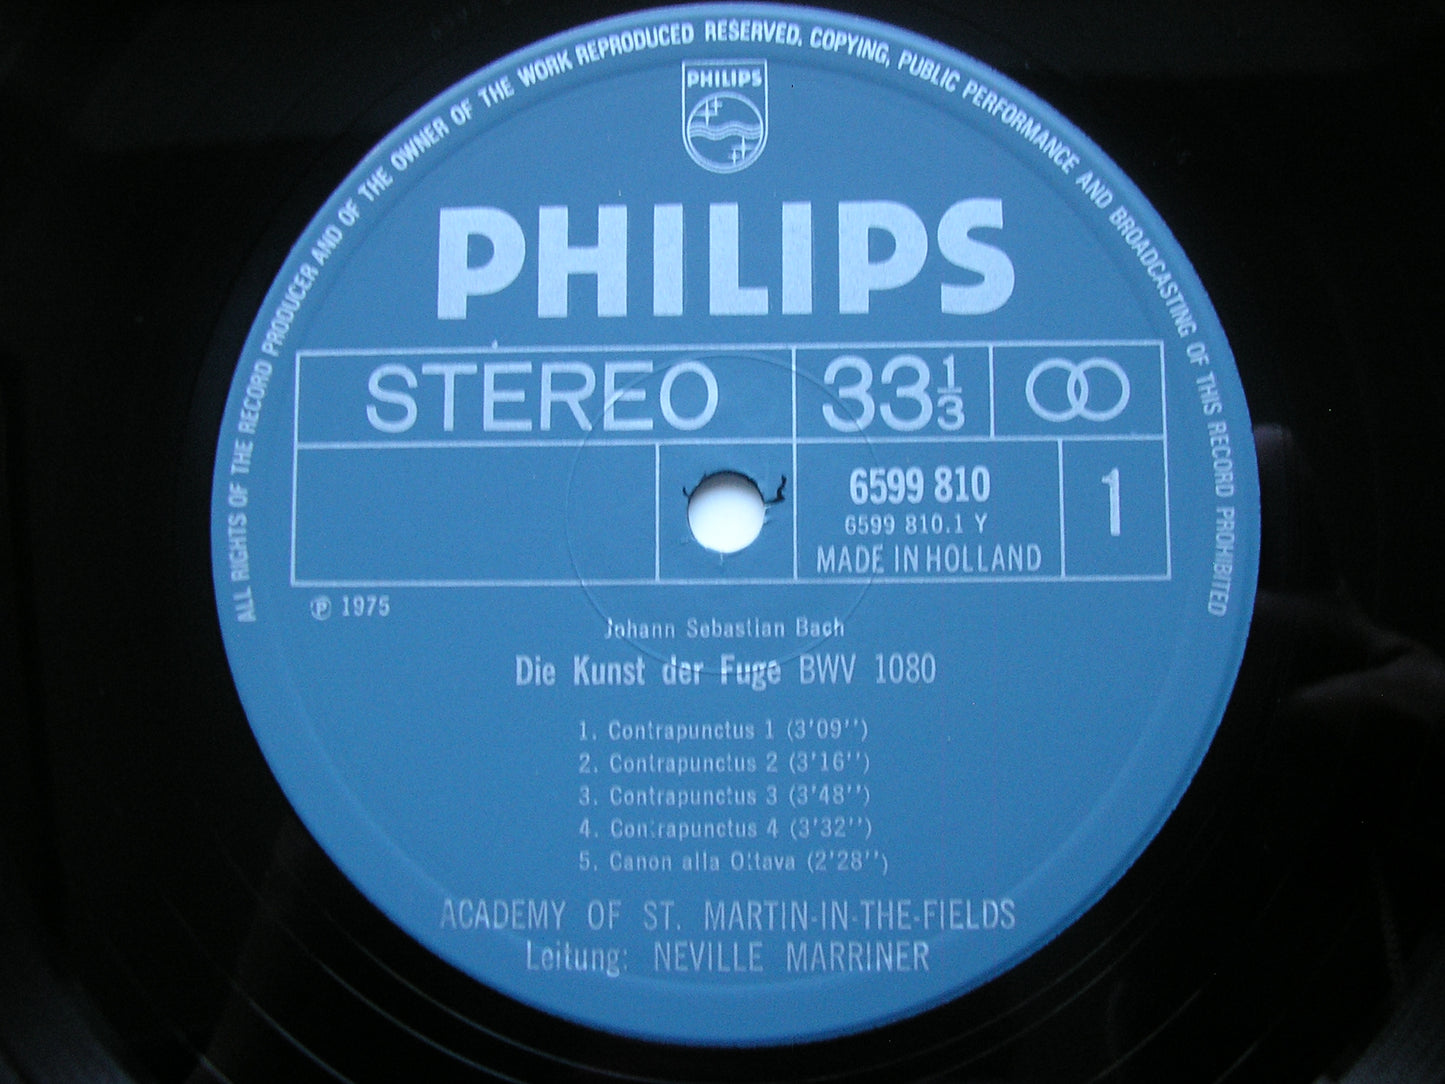 ALL RIGHTS OF THE RECORD PRODUCER AND OF THE OWNER OF THE WORK REPRODUCED RESERVED. COPYING, PUBLIC PERFORMANCE AND BROADCASTING OF THIS RECORD PROHIBITED
PHILIPS
PHILIPS
STEREO 33 1/3
6599 810 1
6599 810.1 Y
MADE IN HOLLAND
℗ 1975
Johann Sebastian Bach
Die Kunst der Fuge BWV 1080
1. Contrapunctus 1 (3'09'')
2. Contrapunctus 2 (3'16'')
3. Contrapunctus 3 (3'48'')
4. Contrapunctus 4 (3'32'')
5. Canon alla Ottava (2'28'')
ACADEMY OF ST. MARTIN-IN-THE-FIELDS
Leitung: NEVILLE MARRINER